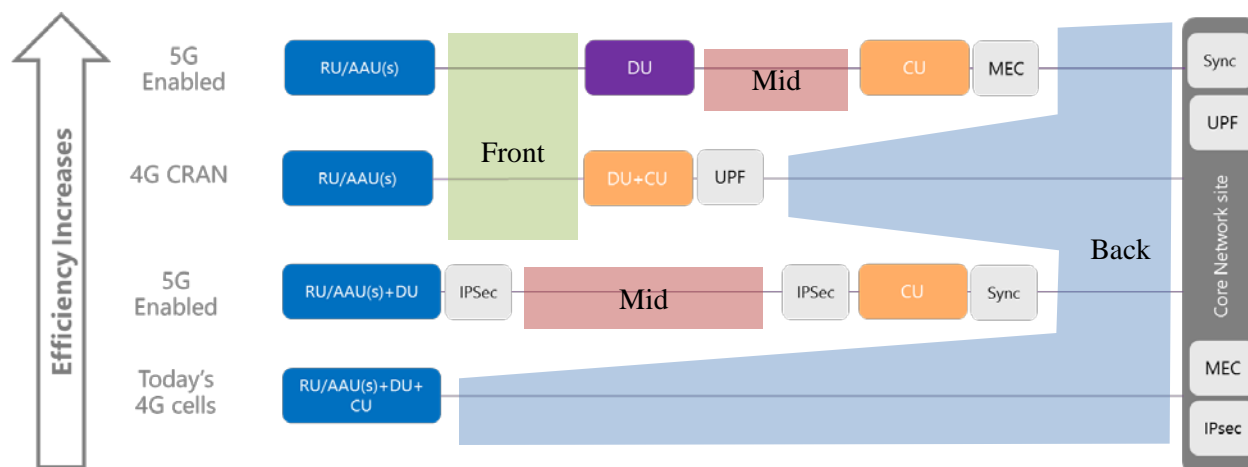 Efficiency Increases
5G
Enabled
RU/AAU(s)
DU
Mid
CU
MEC
Sync
UPF
Front
4G CRAN
RU/AAU(s)
DU+CU
UPF
Back
Core Network site
5G
Enabled
RU/AAU(s)+DU
IPSec
Mid
IPSec
CU
Sync
Today's
4G cells
RU/AAU(s)+DU+
CU
MEC
IPsec